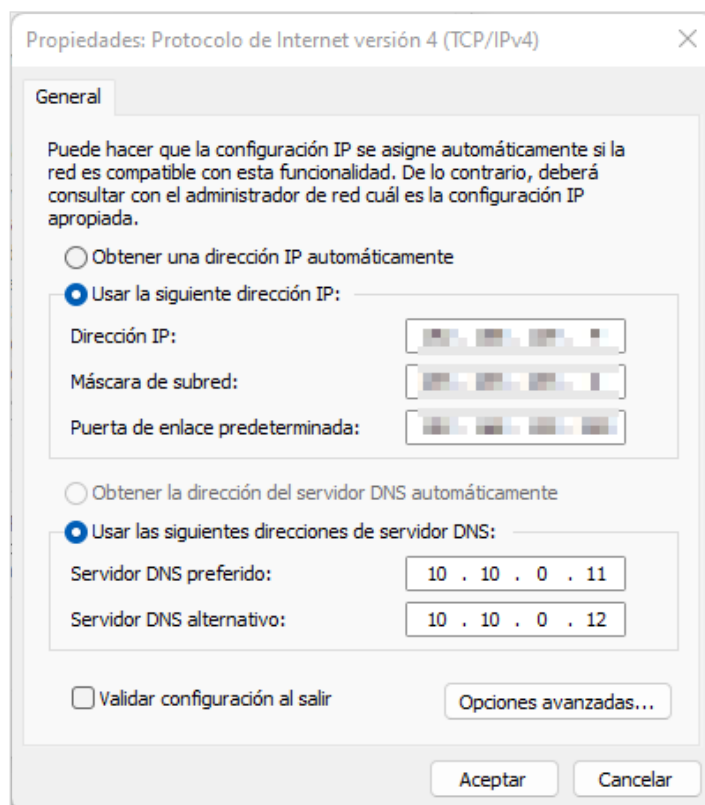 Propiedades: Protocolo de Internet versión 4 (TCP/IPv4)
General
Puede hacer que la configuración IP se asigne automáticamente si la
red es compatible con esta funcionalidad. De lo contrario, deberá
consultar con el administrador de red cuál es la configuración IP
apropiada.
Obtener una dirección IP automáticamente
Usar la siguiente dirección IP:
Dirección IP:
Máscara de subred:
Puerta de enlace predeterminada:
Obtener la dirección del servidor DNS automáticamente
Usar las siguientes direcciones de servidor DNS:
Servidor DNS preferido: 10 . 10 . 0 . 11
Servidor DNS alternativo: 10 . 10 . 0 . 12
Validar configuración al salir
Opciones avanzadas...
Aceptar Cancelar